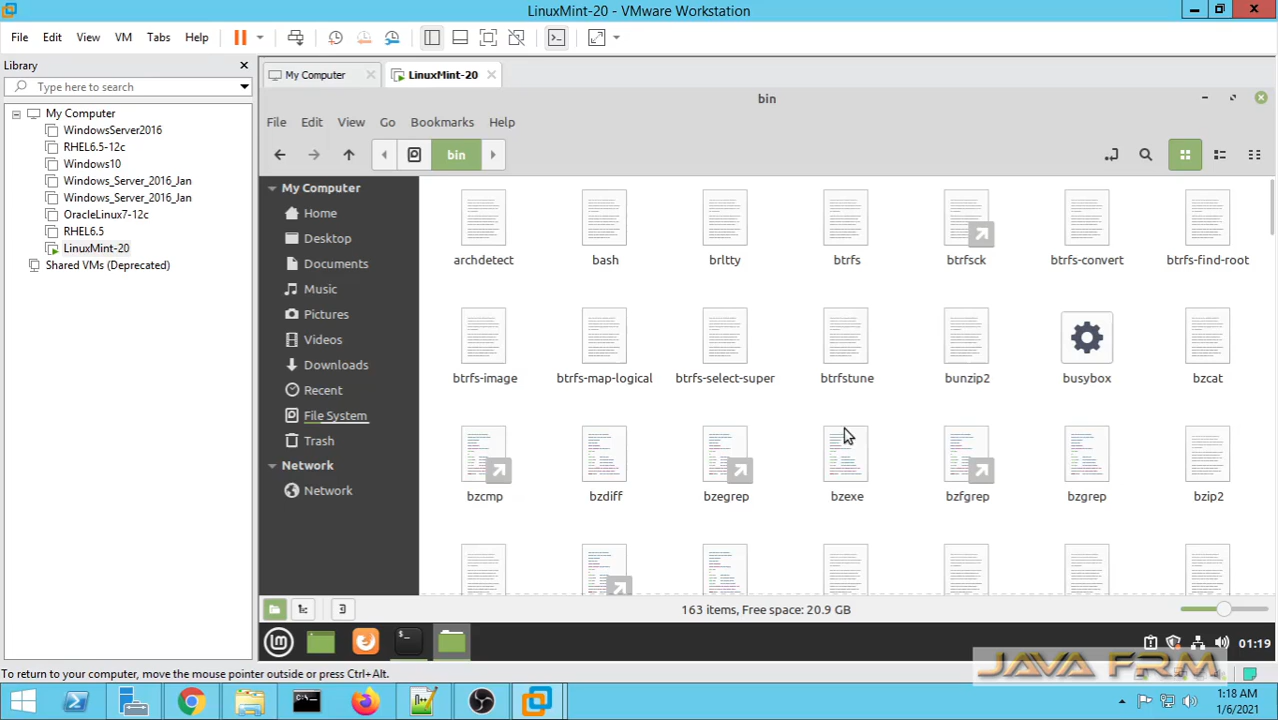 LinuxMint-20 - VMware Workstation
File Edit View VM Tabs Help
Library
Type here to search
My Computer
WindowsServer2016
RHEL6.5-12c
Windows10
Windows_Server_2016_Jan
Windows_Server_2016_Jan
OracleLinux7-12c
RHEL6.5
LinuxMint-20
Shared VMs (Deprecated)
My Computer LinuxMint-20
bin
File Edit View Go Bookmarks Help
bin
My Computer
Home
Desktop
Documents
Music
Pictures
Videos
Downloads
Recent
File System
Trash
Network
Network
archdetect bash brltty btrfs btrfsck btrfs-convert btrfs-find-root
btrfs-image btrfs-map-logical btrfs-select-super btrfstune bunzip2 busybox bzcat
bzcmp bzdiff bzegrep bzexe bzfgrep bzgrep bzip2
163 items, Free space: 20.9 GB
01:19
JAVA FRM
To return to your computer, move the mouse pointer outside or press Ctrl+Alt.
1:18 AM
1/6/2021